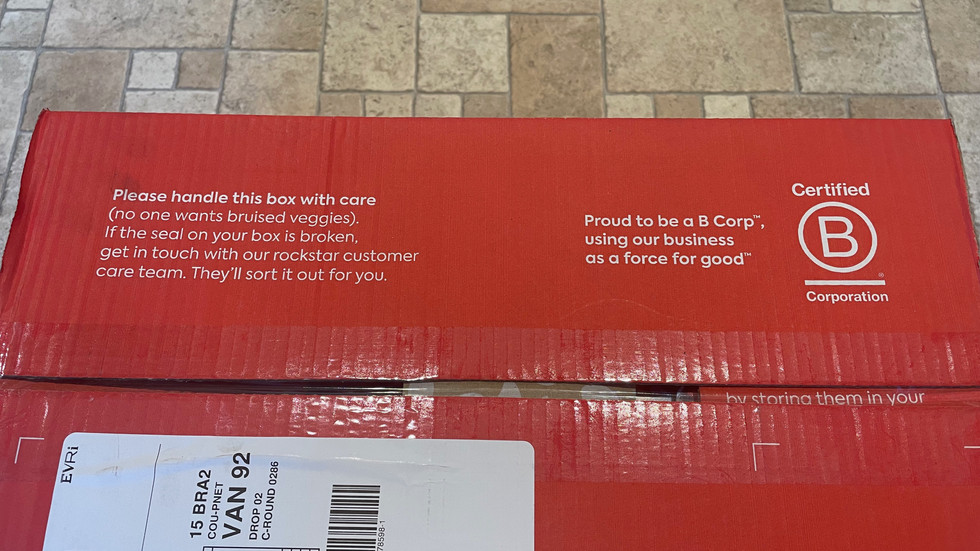 Please handle this box with care
(no one wants bruised veggies).
If the seal on your box is broken,
get in touch with our rockstar customer
care team. They'll sort it out for you.
Proud to be a B Corp™,
using our business
as a force for good™
Certified
B
®
Corporation
by storing them in your
EVRi
15 BRA2
COU-PNET
VAN 92
DROP 02
C-ROUND 0286
78598-1